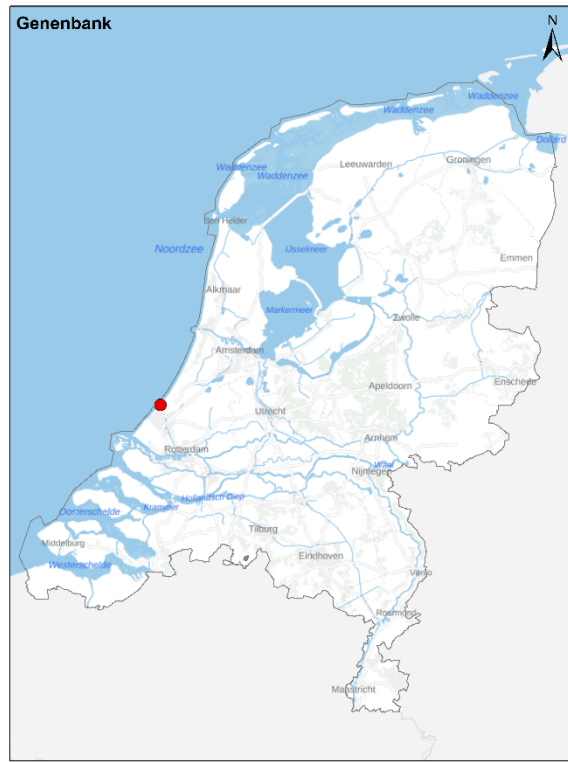 Genenbank
N
Waddenzee
Waddenzee
Dollard
Groningen
Leeuwarden
Waddenzee
Waddenzee
Den Helder
Noordzee
IJsselmeer
Emmen
Alkmaar
Markermeer
Zwolle
Amsterdam
Enschede
Apeldoorn
Utrecht
Arnhem
Rotterdam
Waal
Nijmegen
Hollandsch Diep
Krammer
Oosterschelde
Tilburg
Middelburg
Eindhoven
Westerschelde
Venlo
Roermond
Maastricht